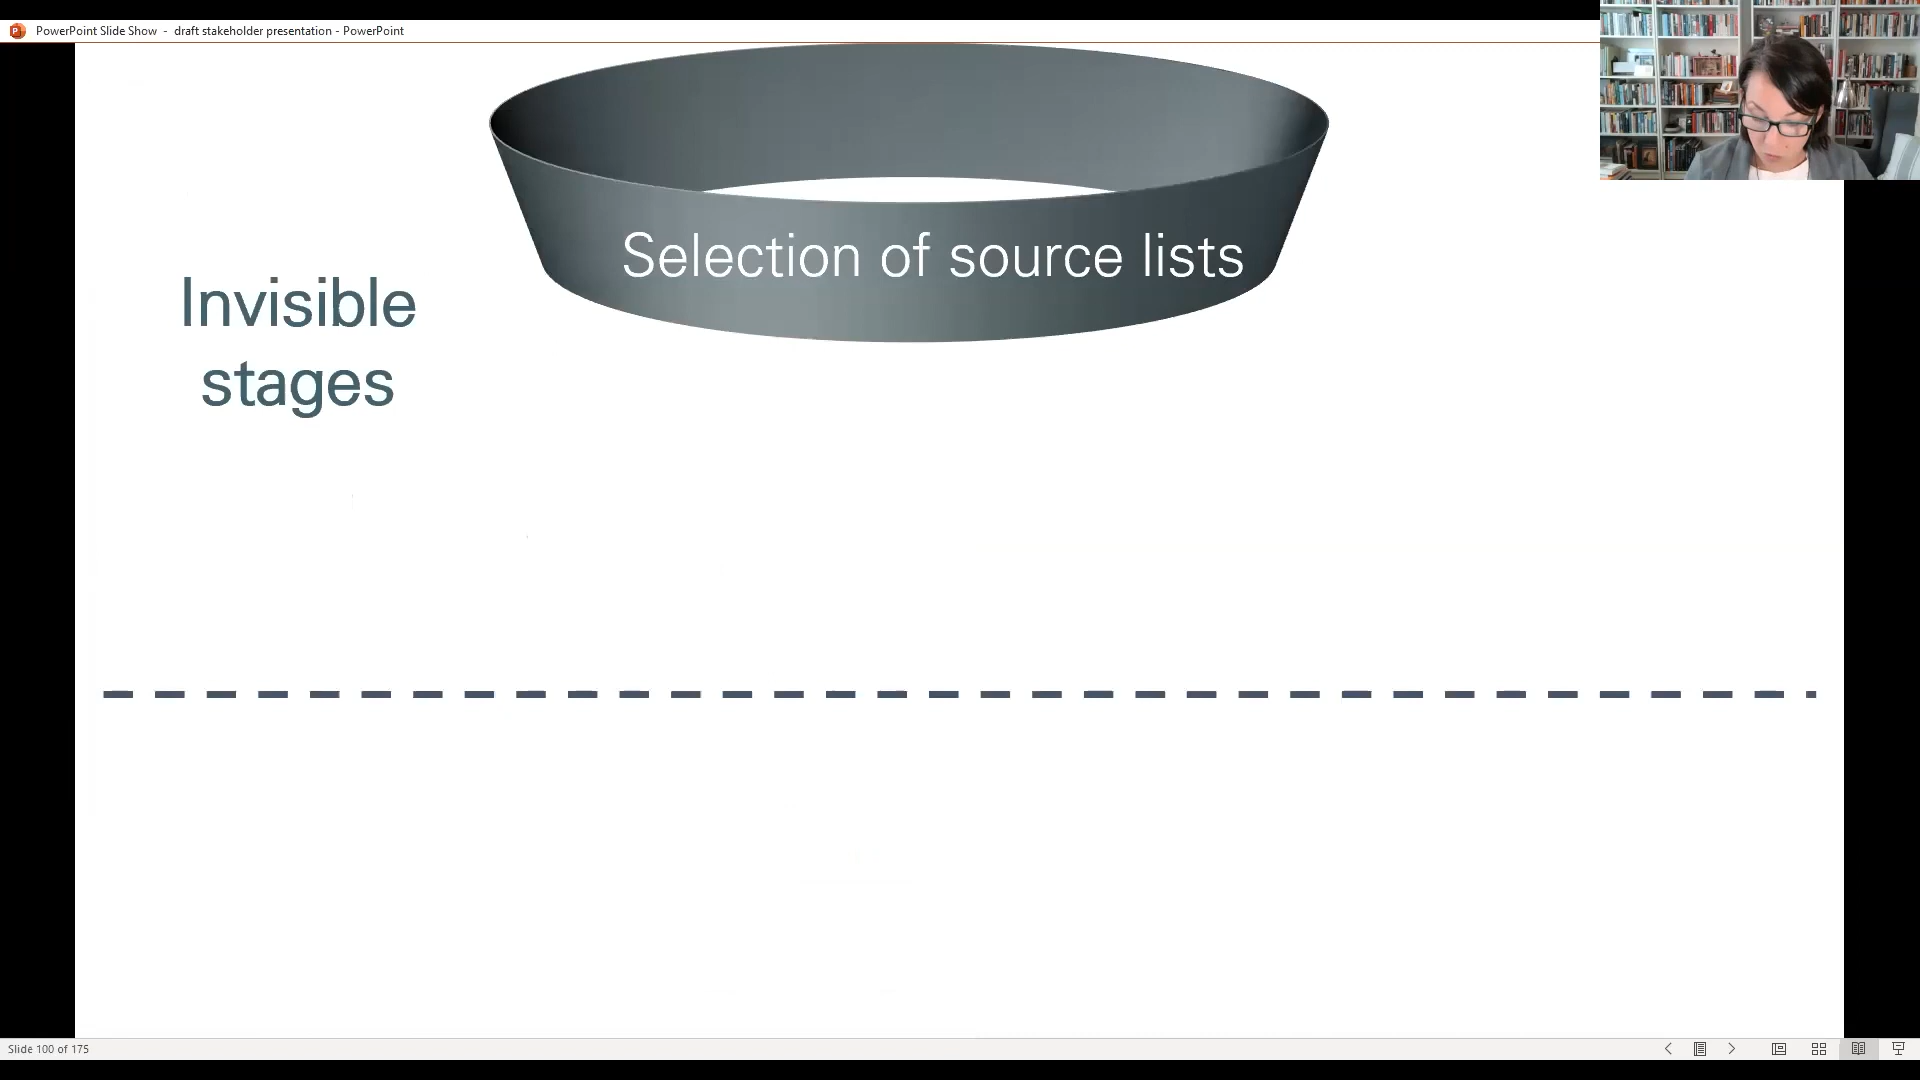 PowerPoint Slide Show - draft stakeholder presentation - PowerPoint
Selection of source lists
Invisible
stages
Slide 100 of 175